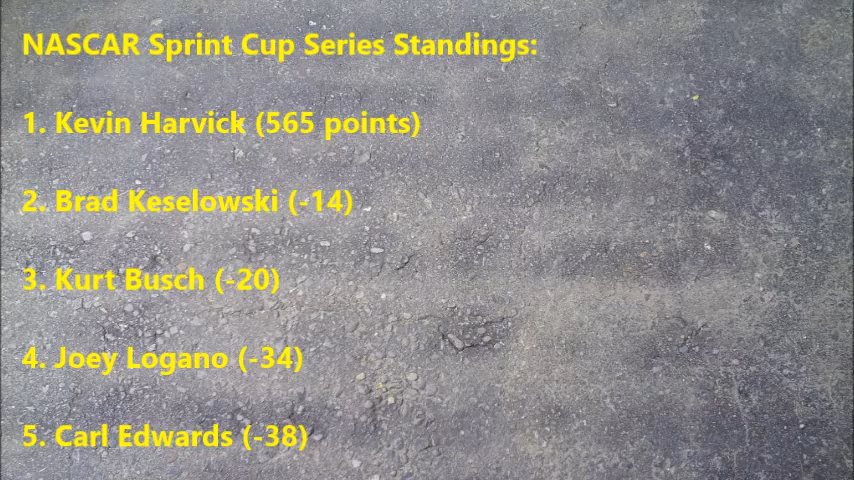 NASCAR Sprint Cup Series Standings:
1. Kevin Harvick (565 points)
2. Brad Keselowski (-14)
3. Kurt Busch (-20)
4. Joey Logano (-34)
5. Carl Edwards (-38)